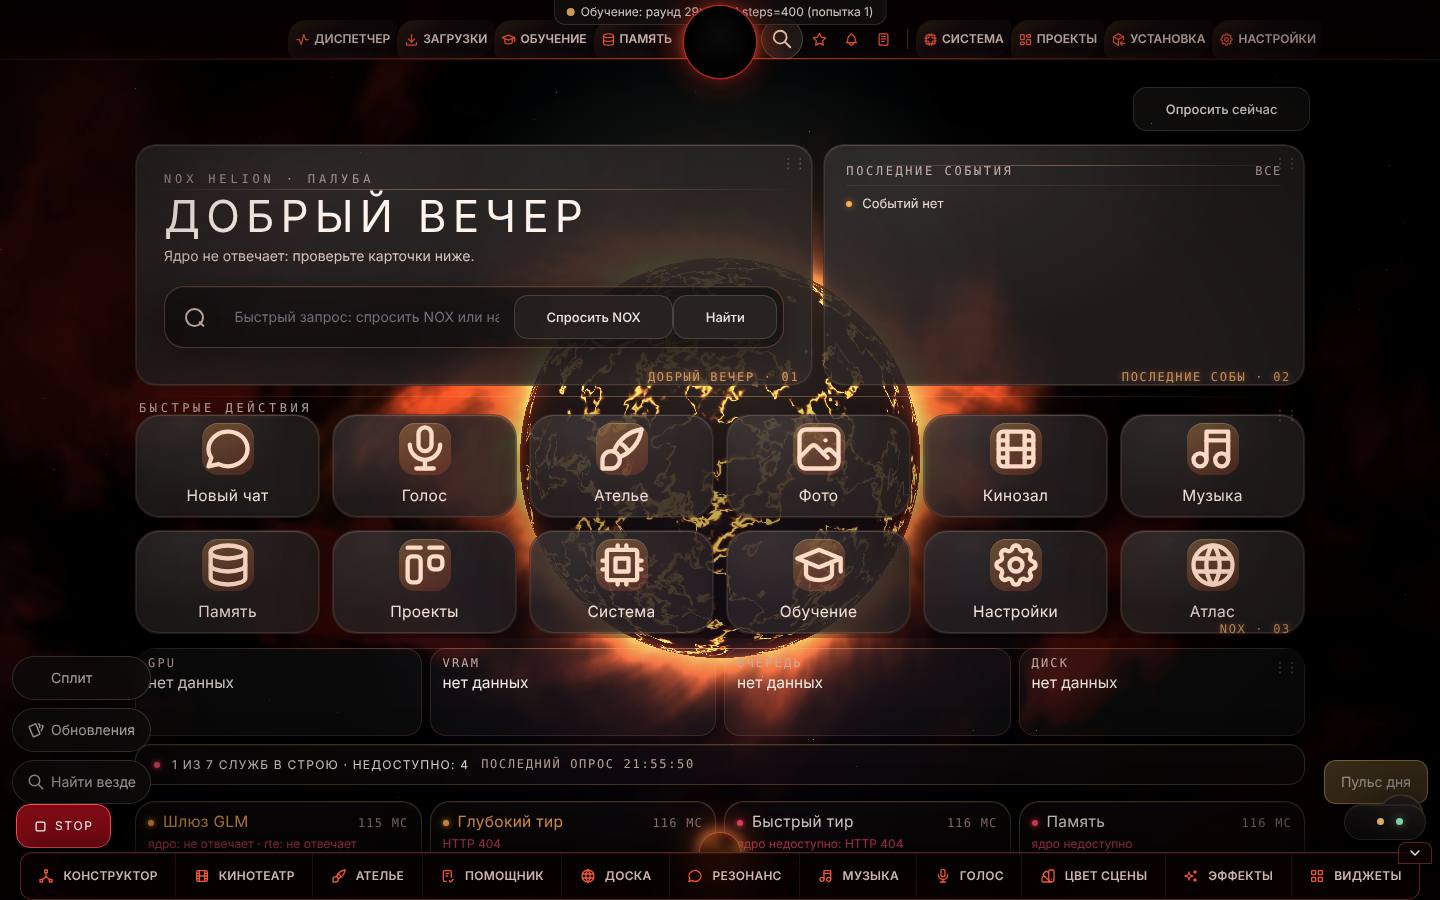 Обучение: раунд 29 steps=400 (попытка 1)
ДИСПЕТЧЕР ЗАГРУЗКИ ОБУЧЕНИЕ ПАМЯТЬ СИСТЕМА ПРОЕКТЫ УСТАНОВКА НАСТРОЙКИ
Опросить сейчас
NOX HELION · ПАЛУБА
ДОБРЫЙ ВЕЧЕР
Ядро не отвечает: проверьте карточки ниже.
Быстрый запрос: спросить NOX или на
Спросить NOX
Найти
ДОБРЫЙ ВЕЧЕР · 01
ПОСЛЕДНИЕ СОБЫТИЯ
ВСЕ
Событий нет
ПОСЛЕДНИЕ СОБЫ · 02
БЫСТРЫЕ ДЕЙСТВИЯ
Новый чат Голос Ателье Фото Кинозал Музыка
Память Проекты Система Обучение Настройки Атлас
NOX · 03
GPU
нет данных
VRAM
нет данных
ОЧЕРЕДЬ
нет данных
ДИСК
нет данных
Сплит
Обновления
Найти везде
STOP
1 ИЗ 7 СЛУЖБ В СТРОЮ · НЕДОСТУПНО: 4 ПОСЛЕДНИЙ ОПРОС 21:55:50
Шлюз GLM 115 МС
ядро: не отвечает · rte: не отвечает
Глубокий тир 116 МС
HTTP 404
Быстрый тир 116 МС
ядро недоступно: HTTP 404
Память 116 МС
ядро недоступно
Пульс дня
КОНСТРУКТОР КИНОТЕАТР АТЕЛЬЕ ПОМОЩНИК ДОСКА РЕЗОНАНС МУЗЫКА ГОЛОС ЦВЕТ СЦЕНЫ ЭФФЕКТЫ ВИДЖЕТЫ